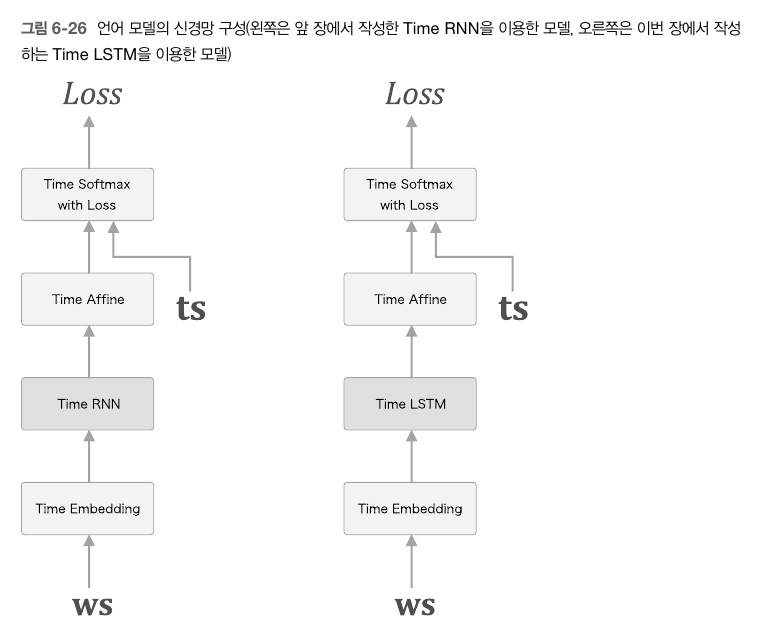 그림 6-26 언어 모델의 신경망 구성(왼쪽은 앞 장에서 작성한 Time RNN을 이용한 모델, 오른쪽은 이번 장에서 작성
하는 Time LSTM을 이용한 모델)
Loss
Time Softmax
with Loss
Time Affine
ts
Time RNN
Time Embedding
ws
Loss
Time Softmax
with Loss
Time Affine
ts
Time LSTM
Time Embedding
ws